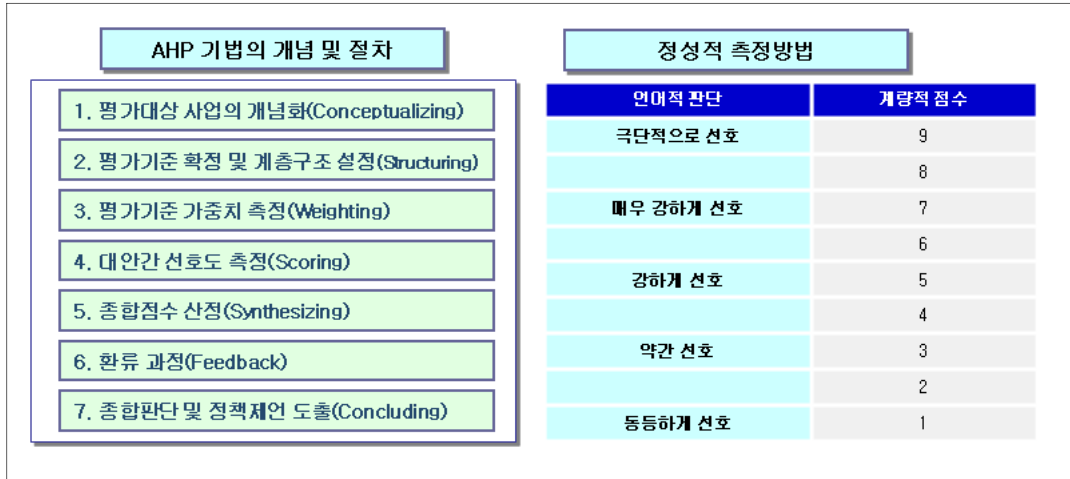 AHP 기법의 개념 및 절차
1. 평가대상 사업의 개념화(Conceptualizing)
2. 평가기준 확정 및 계층구조 설정(Structuring)
3. 평가기준 가중치 측정(Weighting)
4. 대안간 선호도 측정(Scoring)
5. 종합점수 산정(Synthesizing)
6. 환류 과정(Feedback)
7. 종합판단 및 정책제언 도출(Concluding)
정성적 측정방법
언어적 판단 계량적 점수
극단적으로 선호 9
8
매우 강하게 선호 7
6
강하게 선호 5
4
약간 선호 3
2
동등하게 선호 1